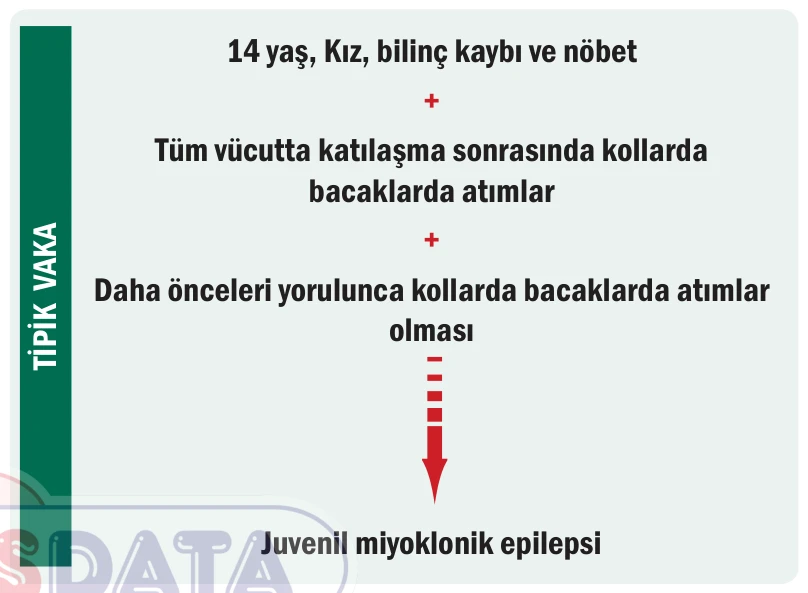 TİPİK VAKA
14 yaş, Kız, bilinç kaybı ve nöbet
+
Tüm vücutta katılaşma sonrasında kollarda
bacaklarda atımlar
+
Daha önceleri yorulunca kollarda bacaklarda atımlar
olması
Juvenil miyoklonik epilepsi
SDATA